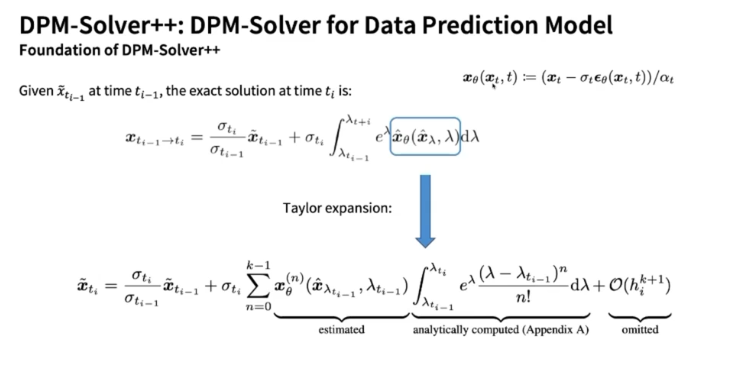 DPM-Solver++: DPM-Solver for Data Prediction Model
Foundation of DPM-Solver++
$\boldsymbol{x}_\theta(\boldsymbol{x}_t, t) := (\boldsymbol{x}_t - \sigma_t \boldsymbol{\epsilon}_\theta(\boldsymbol{x}_t, t))/\alpha_t$
Given $\tilde{x}_{t_{i-1}}$ at time $t_{i-1}$, the exact solution at time $t_i$ is:
$\boldsymbol{x}_{t_{i-1} \to t_i} = \frac{\sigma_{t_i}}{\sigma_{t_{i-1}}} \tilde{\boldsymbol{x}}_{t_{i-1}} + \sigma_{t_i} \int_{\lambda_{t_{i-1}}}^{\lambda_{t+i}} e^{\lambda} \hat{\boldsymbol{x}}_\theta(\hat{\boldsymbol{x}}_\lambda, \lambda) \mathrm{d}\lambda$
Taylor expansion:
$\tilde{\boldsymbol{x}}_{t_i} = \frac{\sigma_{t_i}}{\sigma_{t_{i-1}}} \tilde{\boldsymbol{x}}_{t_{i-1}} + \sigma_{t_i} \sum_{n=0}^{k-1} \boldsymbol{x}_\theta^{(n)}(\hat{\boldsymbol{x}}_{\lambda_{t_{i-1}}}, \lambda_{t_{i-1}}) \int_{\lambda_{t_{i-1}}}^{\lambda_{t_i}} e^{\lambda} \frac{(\lambda - \lambda_{t_{i-1}})^n}{n!} \mathrm{d}\lambda + \mathcal{O}(h_i^{k+1})$
estimated analytically computed (Appendix A) omitted